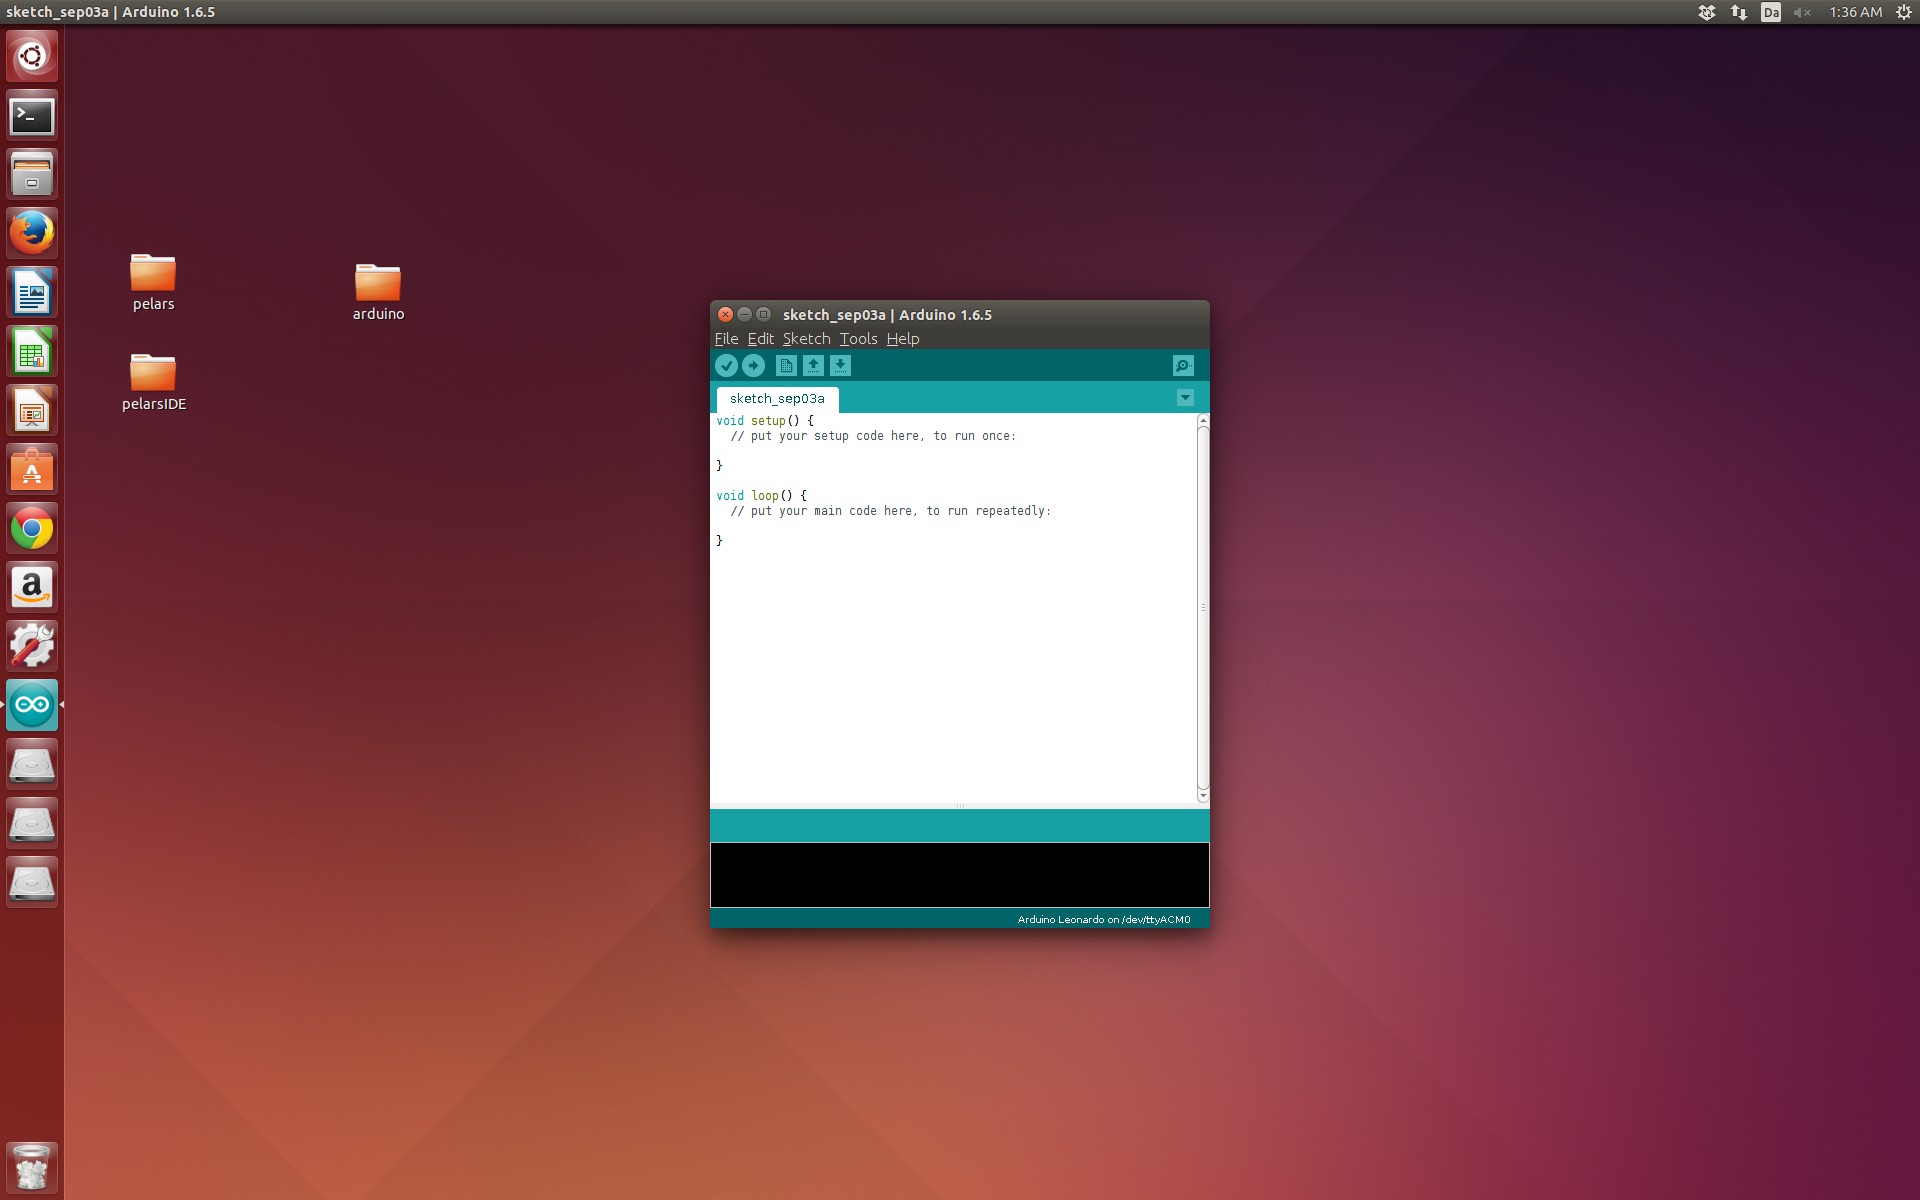 sketch_sep03a | Arduino 1.6.5
Da
1:36 AM
pelars
arduino
pelarsIDE
sketch_sep03a | Arduino 1.6.5
File Edit Sketch Tools Help
sketch_sep03a
void setup() {
  // put your setup code here, to run once:
}
void loop() {
  // put your main code here, to run repeatedly:
}
Arduino Leonardo on /dev/ttyACM0